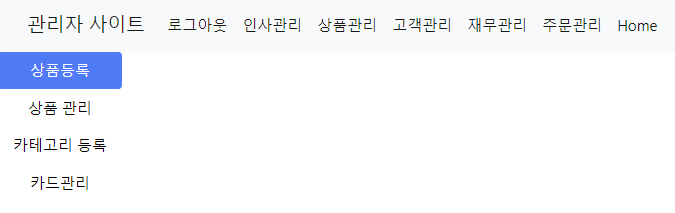 관리자 사이트 로그아웃 인사관리 상품관리 고객관리 재무관리 주문관리 Home
상품등록
상품 관리
카테고리 등록
카드관리